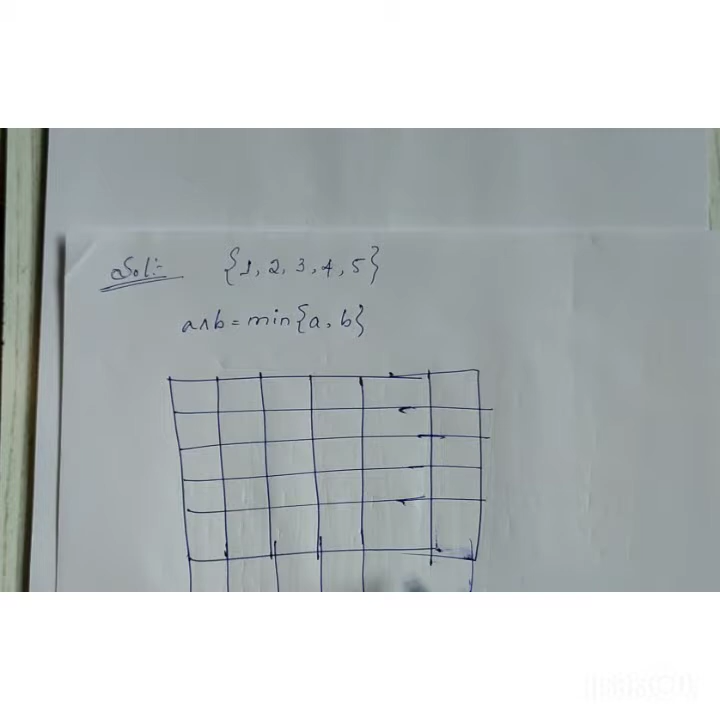 Sol:-
{1, 2, 3, 4, 5}
a∧b = min{a, b}